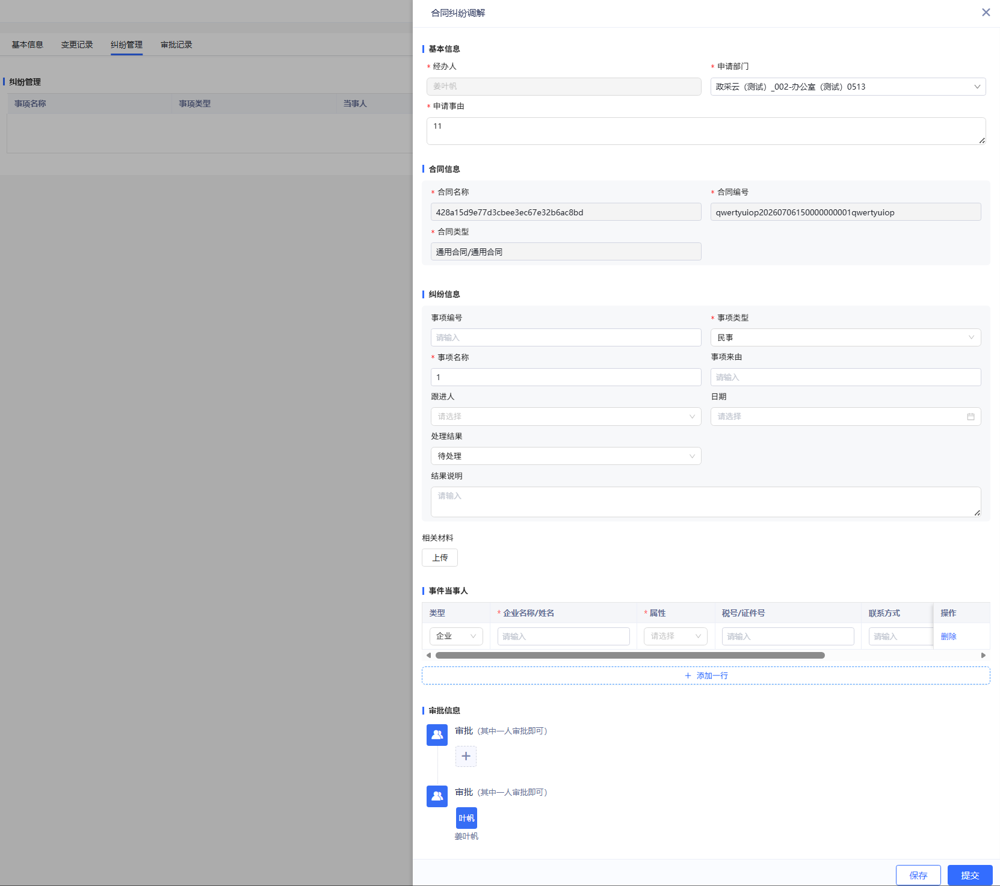 合同纠纷调解
基本信息 变更记录 纠纷管理 审批记录
纠纷管理
事项名称 事项类型 当事人
基本信息
* 经办人 * 申请部门
姜叶帆 政采云（测试）_002-办公室（测试）0513
* 申请事由
11
合同信息
* 合同名称 * 合同编号
428a15d9e77d3cbee3ec67e32b6ac8bd qwertyuiop20260706150000000001qwertyuiop
* 合同类型
通用合同/通用合同
纠纷信息
事项编号 * 事项类型
请输入 民事
* 事项名称 事项来由
1 请输入
跟进人 日期
请选择 请选择
处理结果
待处理
结果说明
请输入
相关材料
上传
事件当事人
类型 * 企业名称/姓名 * 属性 税号/证件号 联系方式 操作
企业 请输入 请选择 请输入 请输入 删除
+ 添加一行
审批信息
审批（其中一人审批即可）
审批（其中一人审批即可）
叶帆
姜叶帆
保存 提交